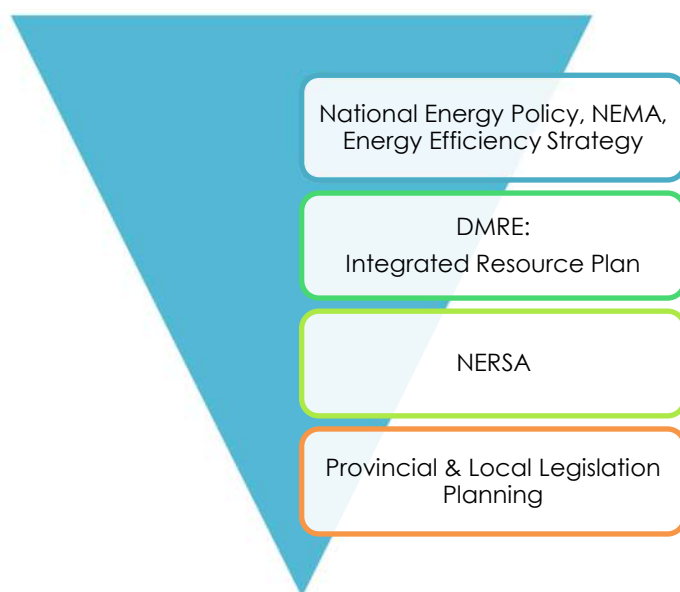 National Energy Policy, NEMA,
Energy Efficiency Strategy
DMRE:
Integrated Resource Plan
NERSA
Provincial & Local Legislation
Planning